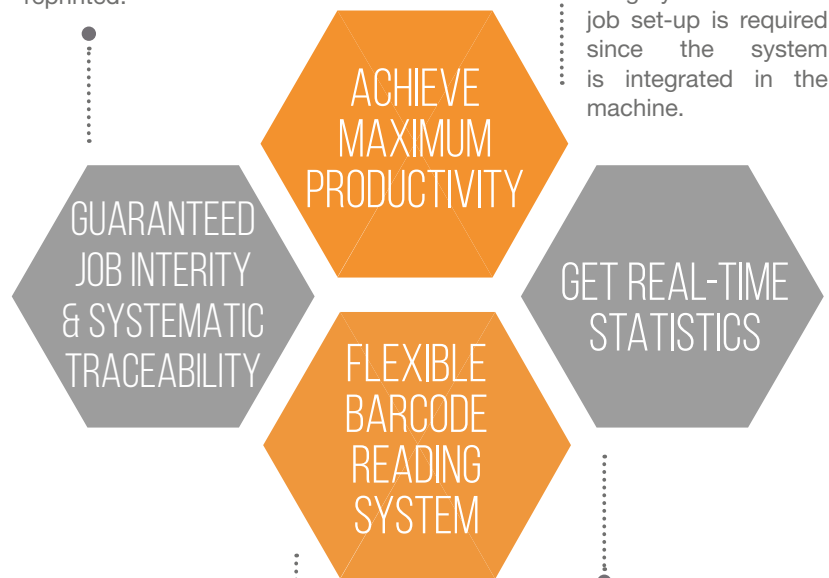 job set-up is required
since the system
is integrated in the
machine.
ACHIEVE
MAXIMUM
PRODUCTIVITY
GUARANTEED
JOB INTERITY
& SYSTEMATIC
TRACEABILITY
GET REAL-TIME
STATISTICS
FLEXIBLE
BARCODE
READING
SYSTEM